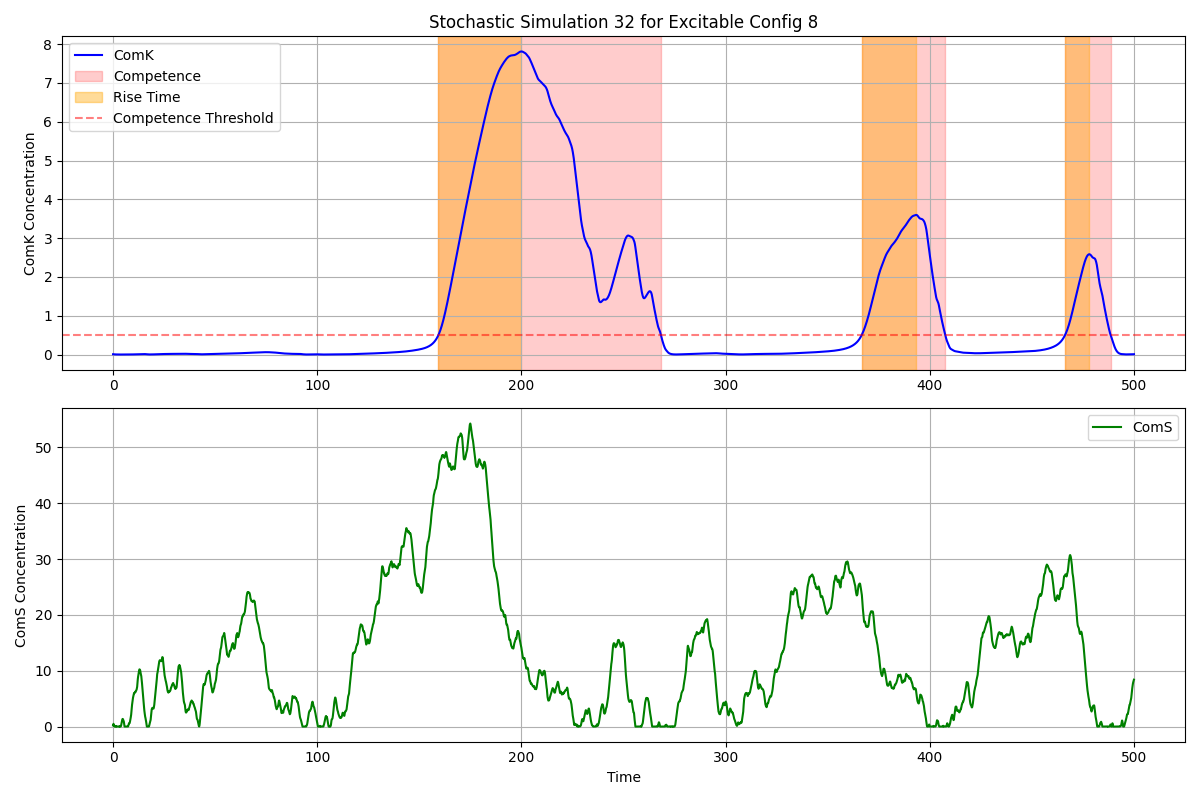 Stochastic Simulation 32 for Excitable Config 8
ComK Concentration
8
7
6
5
4
3
2
1
0
ComK
Competence
Rise Time
Competence Threshold
0 100 200 300 400 500
ComS Concentration
50
40
30
20
10
0
ComS
0 100 200 300 400 500
Time